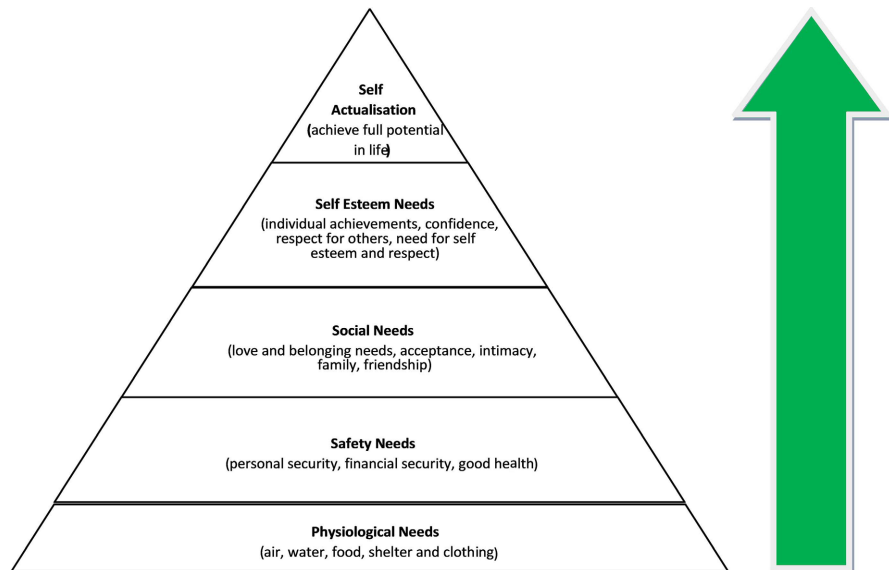 Self
Actualisation
(achieve full potential
in life)
Self Esteem Needs
(individual achievements, confidence,
respect for others, need for self
esteem and respect)
Social Needs
(love and belonging needs, acceptance, intimacy,
family, friendship)
Safety Needs
(personal security, financial security, good health)
Physiological Needs
(air, water, food, shelter and clothing)